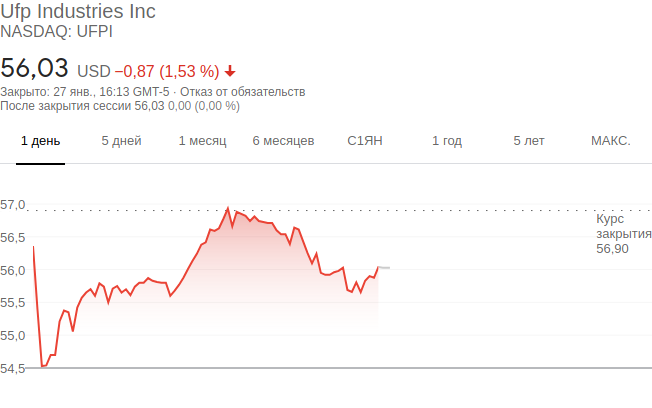 Ufp Industries Inc
NASDAQ: UFPI
56,03 USD −0,87 (1,53 %)
Закрыто: 27 янв., 16:13 GMT-5 · Отказ от обязательств
После закрытия сессии 56,03 0,00 (0,00 %)
1 день 5 дней 1 месяц 6 месяцев С1ЯН 1 год 5 лет МАКС.
57,0
Курс
закрытия
56,90
56,5
56,0
55,5
55,0
54,5